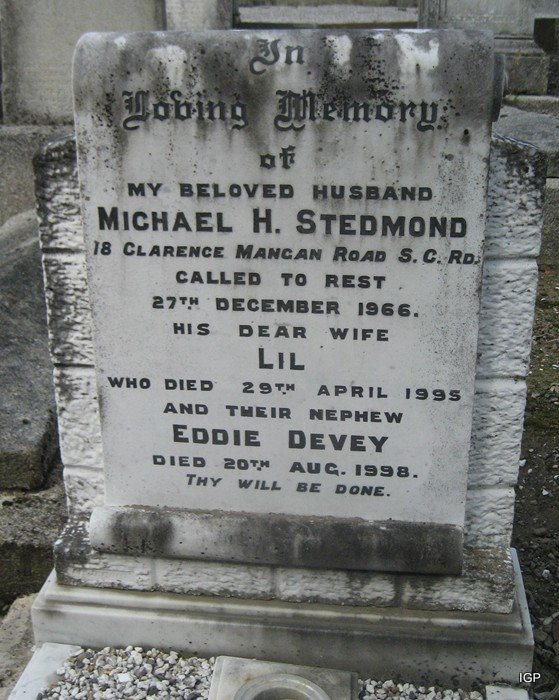 In
Loving Memory
of
MY BELOVED HUSBAND
MICHAEL H. STEDMOND
18 CLARENCE MANGAN ROAD S.C. RD.
CALLED TO REST
27TH DECEMBER 1966.
HIS DEAR WIFE
LIL
WHO DIED 29TH APRIL 1995
AND THEIR NEPHEW
EDDIE DEVEY
DIED 20TH AUG. 1998.
THY WILL BE DONE.
IGP